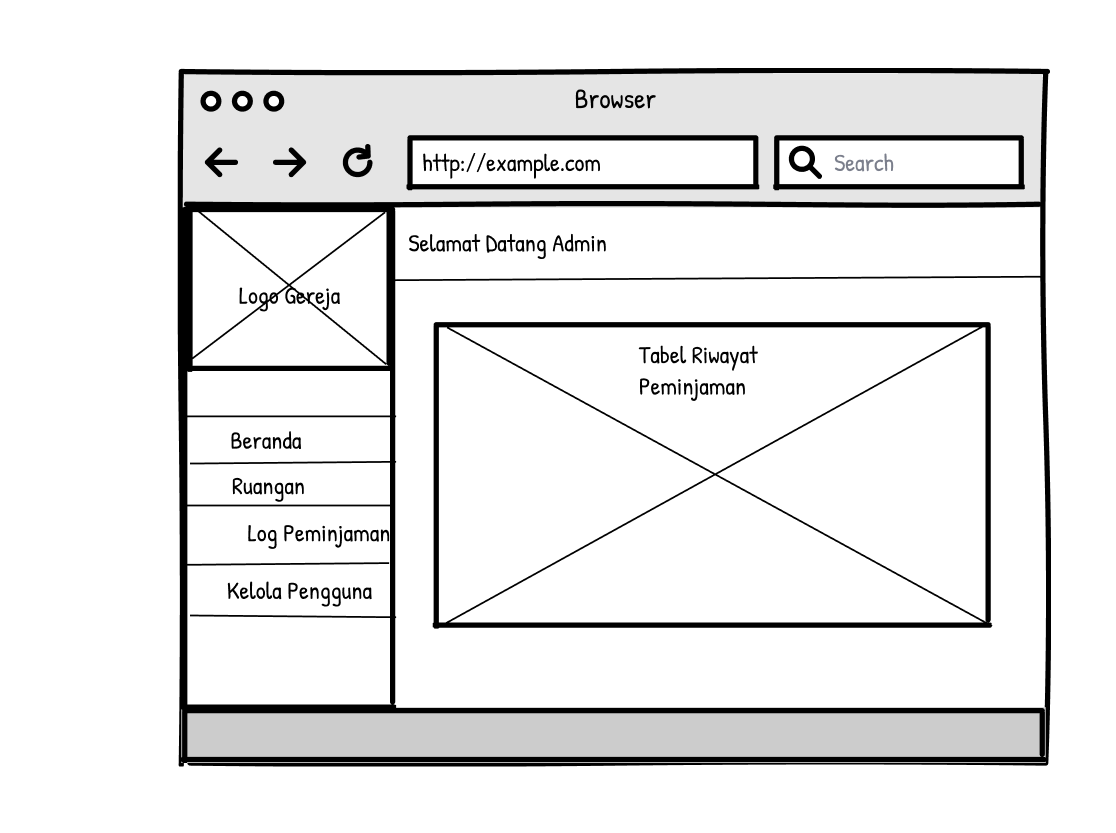 Browser
http://example.com
Search
Logo Gereja
Selamat Datang Admin
Tabel Riwayat
Peminjaman
Beranda
Ruangan
Log Peminjaman
Kelola Pengguna